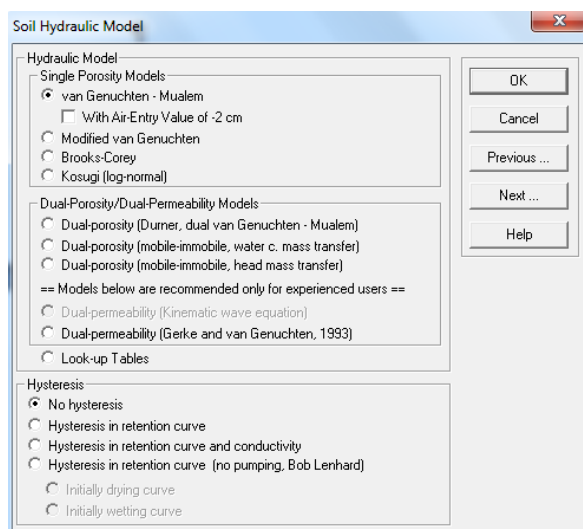 Soil Hydraulic Model
Hydraulic Model
Single Porosity Models
van Genuchten - Mualem
With Air-Entry Value of -2 cm
Modified van Genuchten
Brooks-Corey
Kosugi (log-normal)
Dual-Porosity/Dual-Permeability Models
Dual-porosity (Durner, dual van Genuchten - Mualem)
Dual-porosity (mobile-immobile, water c. mass transfer)
Dual-porosity (mobile-immobile, head mass transfer)
== Models below are recommended only for experienced users ==
Dual-permeability (Kinematic wave equation)
Dual-permeability (Gerke and van Genuchten, 1993)
Look-up Tables
Hysteresis
No hysteresis
Hysteresis in retention curve
Hysteresis in retention curve and conductivity
Hysteresis in retention curve (no pumping, Bob Lenhard)
Initially drying curve
Initially wetting curve
OK
Cancel
Previous ...
Next ...
Help